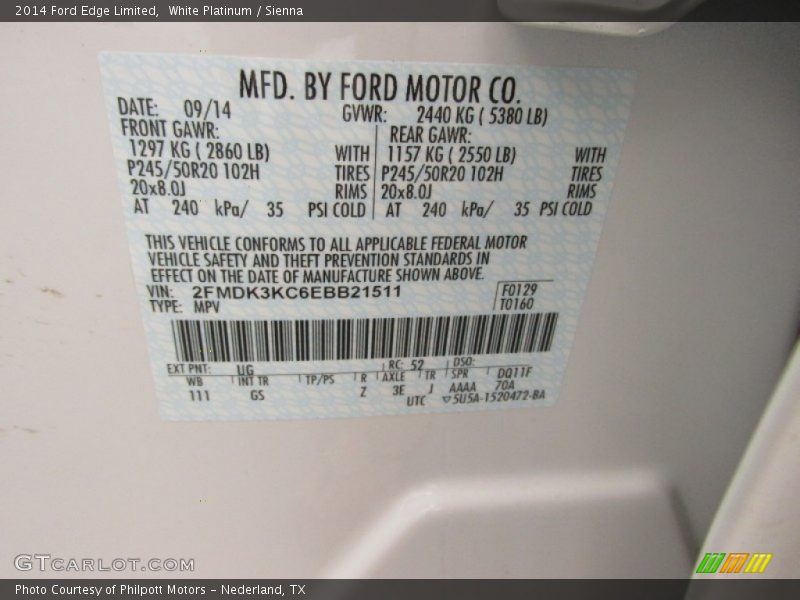 2014 Ford Edge Limited,  White Platinum / Sienna
MFD. BY FORD MOTOR CO.
DATE: 09/14 GVWR: 2440 KG ( 5380 LB)
FRONT GAWR: REAR GAWR:
1297 KG ( 2860 LB) WITH 1157 KG ( 2550 LB) WITH
P245/50R20 102H TIRES P245/50R20 102H TIRES
20x8.0J RIMS 20x8.0J RIMS
AT 240 kPa/ 35 PSI COLD AT 240 kPa/ 35 PSI COLD
THIS VEHICLE CONFORMS TO ALL APPLICABLE FEDERAL MOTOR
VEHICLE SAFETY AND THEFT PREVENTION STANDARDS IN
EFFECT ON THE DATE OF MANUFACTURE SHOWN ABOVE.
VIN: 2FMDK3KC6EBB21511 F0129
TYPE: MPV T0160
EXT PNT: UG RC: 52 DSO:
WB INT TR TP/PS R AXLE TR SPR DQ11F
111 GS Z 3E J AAAA 70A
UTC ▽5U5A-1520472-BA
GTCARLOT.COM
Photo Courtesy of Philpott Motors - Nederland, TX